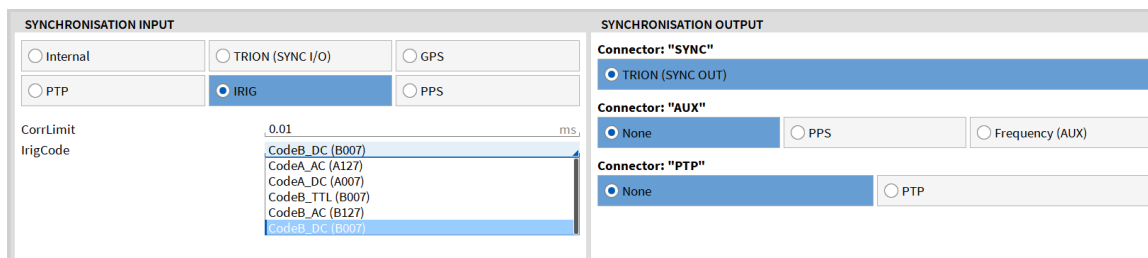 SYNCHRONISATION INPUT
Internal
TRION (SYNC I/O)
GPS
PTP
IRIG
PPS
CorrLimit
0.01
ms
IrigCode
CodeB_DC (B007)
CodeA_AC (A127)
CodeA_DC (A007)
CodeB_TTL (B007)
CodeB_AC (B127)
CodeB_DC (B007)
SYNCHRONISATION OUTPUT
Connector: "SYNC"
TRION (SYNC OUT)
Connector: "AUX"
None
PPS
Frequency (AUX)
Connector: "PTP"
None
PTP